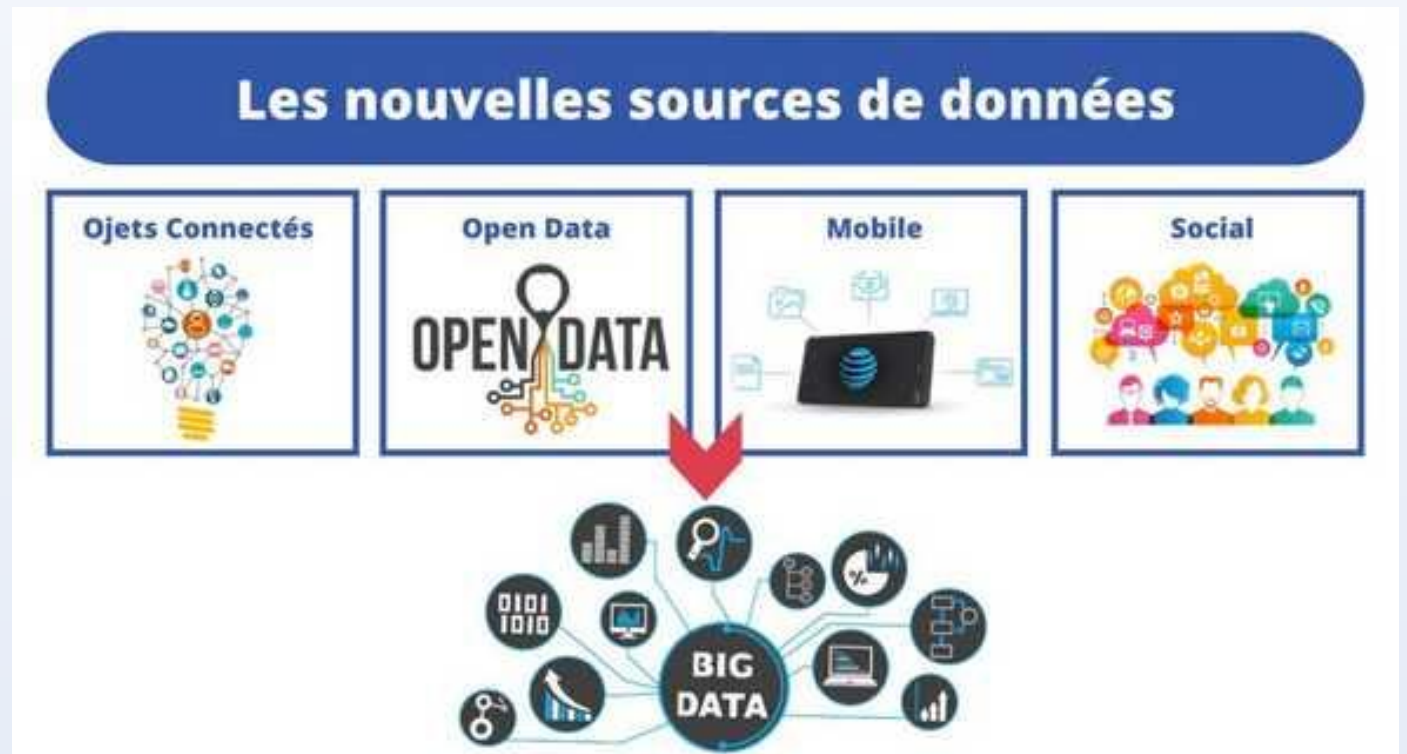 Les nouvelles sources de données
Ojets Connectés
Open Data
Mobile
Social
OPEN DATA
%
0101
1010
BIG
DATA